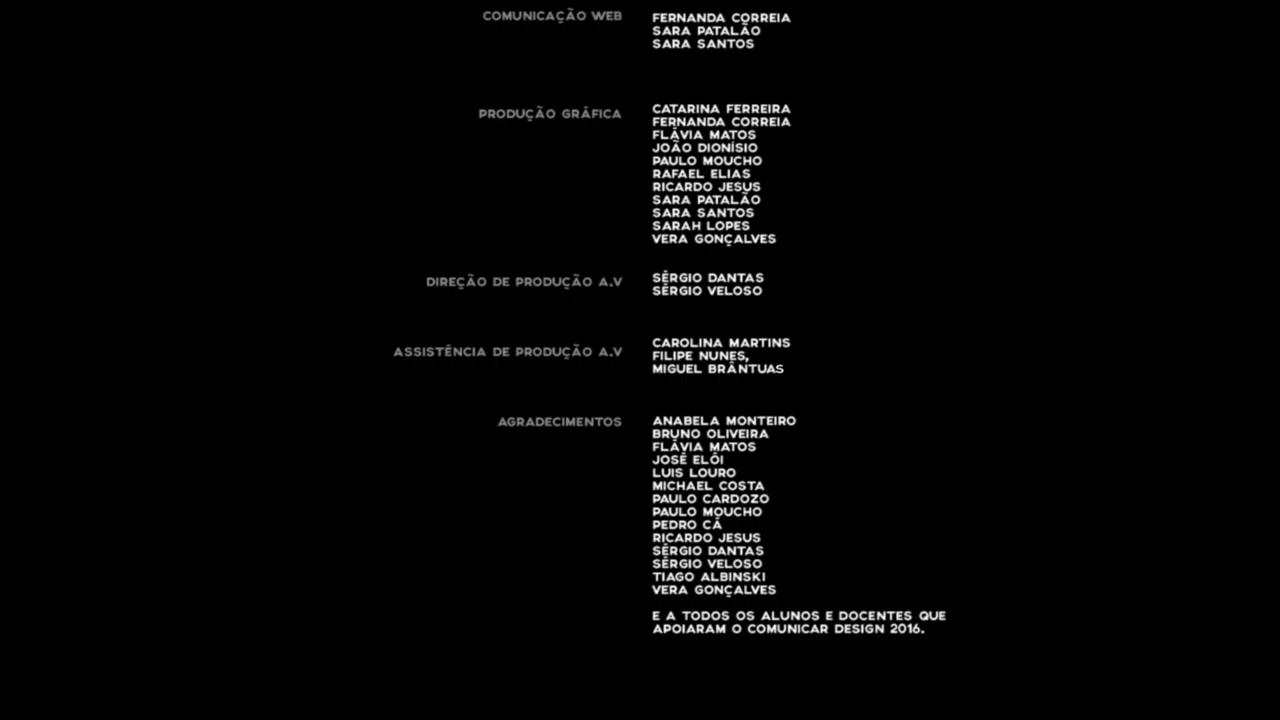 COMUNICAÇÃO WEB
FERNANDA CORREIA
SARA PATALÃO
SARA SANTOS
PRODUÇÃO GRÁFICA
CATARINA FERREIRA
FERNANDA CORREIA
FLÁVIA MATOS
JOÃO DIONÍSIO
PAULO MOUCHO
RAFAEL ELIAS
RICARDO JESUS
SARA PATALÃO
SARA SANTOS
SARAH LOPES
VERA GONÇALVES
DIREÇÃO DE PRODUÇÃO A.V
SÉRGIO DANTAS
SÉRGIO VELOSO
ASSISTÊNCIA DE PRODUÇÃO A.V
CAROLINA MARTINS
FILIPE NUNES,
MIGUEL BRÂNTUAS
AGRADECIMENTOS
ANABELA MONTEIRO
BRUNO OLIVEIRA
FLÁVIA MATOS
JOSÉ ELÓI
LUIS LOURO
MICHAEL COSTA
PAULO CARDOZO
PAULO MOUCHO
PEDRO CÁ
RICARDO JESUS
SÉRGIO DANTAS
SÉRGIO VELOSO
TIAGO ALBINSKI
VERA GONÇALVES
E A TODOS OS ALUNOS E DOCENTES QUE
APOIARAM O COMUNICAR DESIGN 2016.